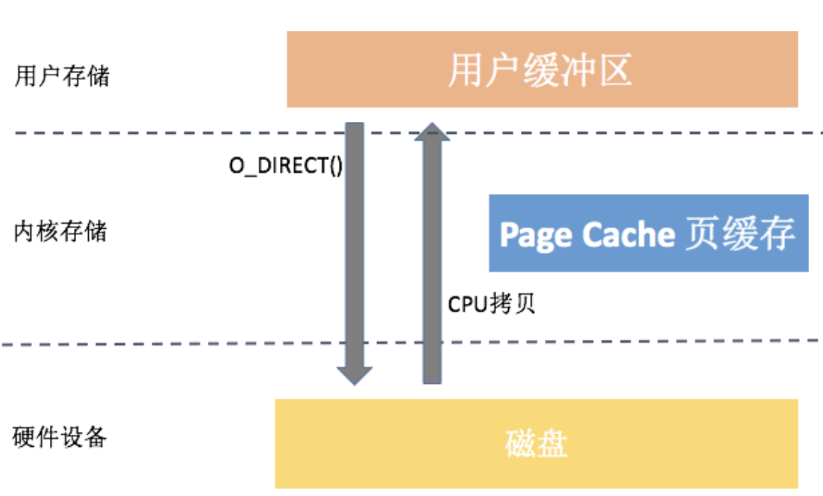 用户存储
用户缓冲区
O_DIRECT()
内核存储
Page Cache 页缓存
CPU拷贝
硬件设备
磁盘